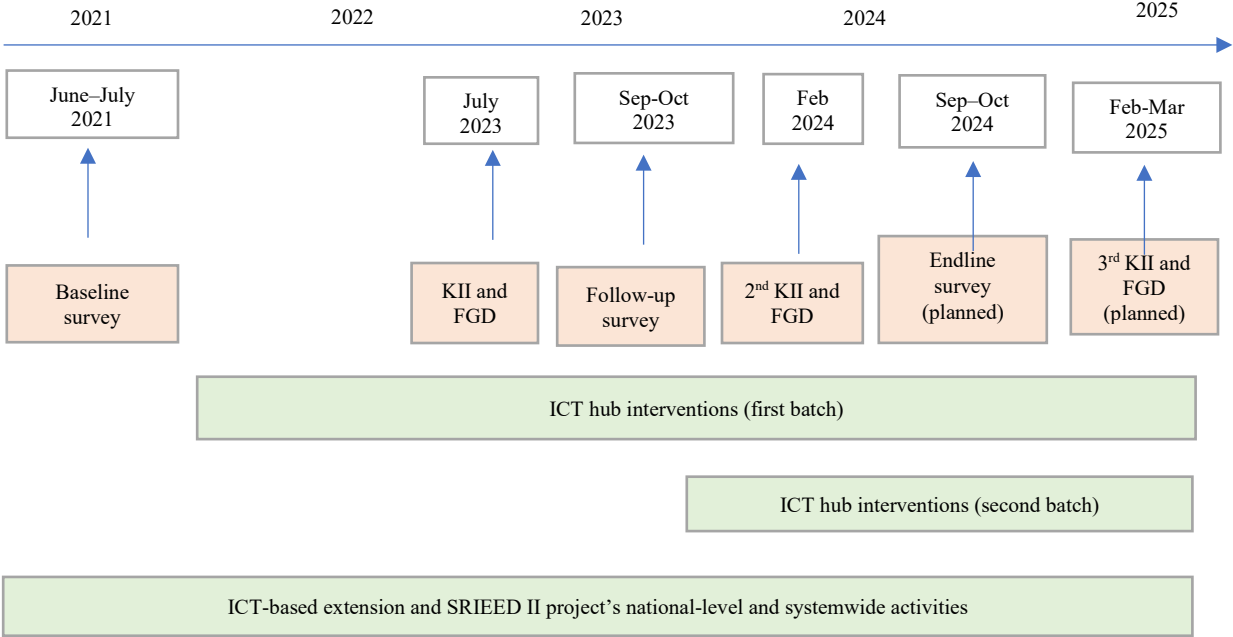 2021 2022 2023 2024 2025
June–July
2021
July
2023
Sep-Oct
2023
Feb
2024
Sep–Oct
2024
Feb-Mar
2025
Baseline
survey
KII and
FGD
Follow-up
survey
2nd KII and
FGD
Endline
survey
(planned)
3rd KII and
FGD
(planned)
ICT hub interventions (first batch)
ICT hub interventions (second batch)
ICT-based extension and SRIEED II project’s national-level and systemwide activities